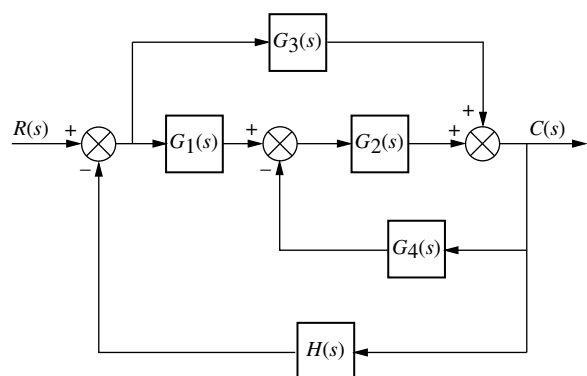 G3(s)
+
R(s) + G1(s) + G2(s) + C(s)
− −
G4(s)
H(s)